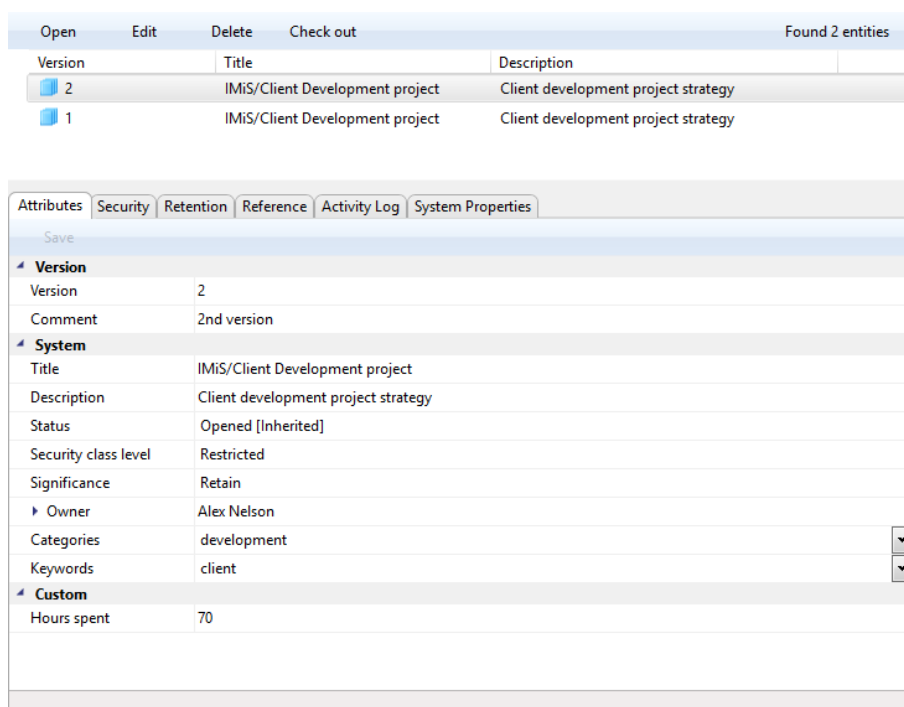 Open Edit Delete Check out Found 2 entities
Version Title Description
2 IMiS/Client Development project Client development project strategy
1 IMiS/Client Development project Client development project strategy
Attributes Security Retention Reference Activity Log System Properties
Save
Version
Version 2
Comment 2nd version
System
Title IMiS/Client Development project
Description Client development project strategy
Status Opened [Inherited]
Security class level Restricted
Significance Retain
Owner Alex Nelson
Categories development
Keywords client
Custom
Hours spent 70